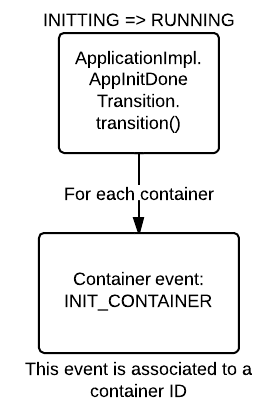 INITTING => RUNNING
ApplicationImpl.
AppInitDone
Transition.
transition()
For each container
Container event:
INIT_CONTAINER
This event is associated to a
container ID